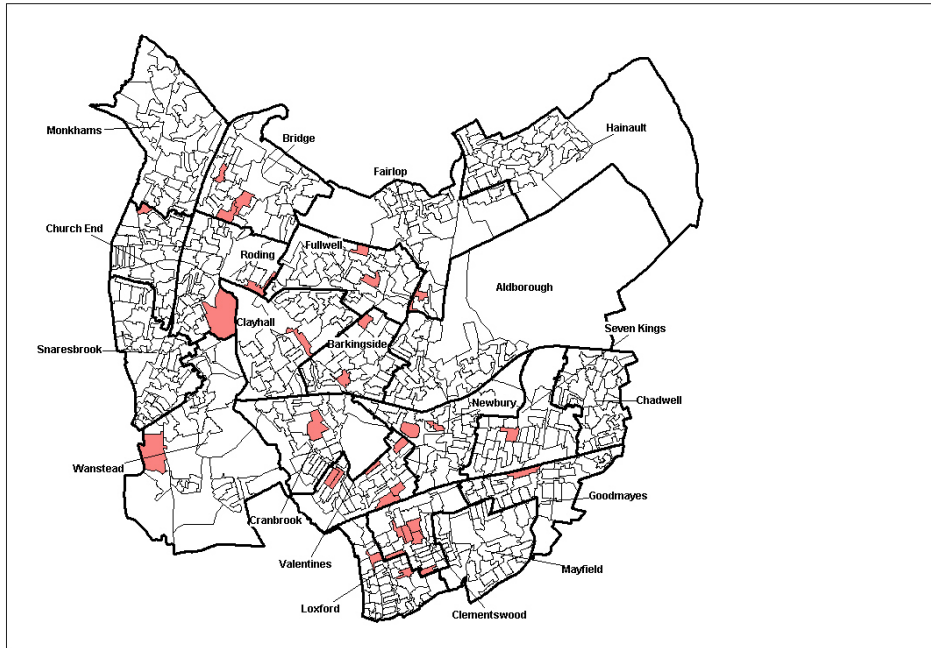 Monkhams
Bridge
Hainault
Fairlop
Church End
Roding
Fullwell
Aldborough
Clayhall
Seven Kings
Snaresbrook
Barkingside
Newbury
Chadwell
Wanstead
Goodmayes
Cranbrook
Valentines
Mayfield
Loxford
Clementswood